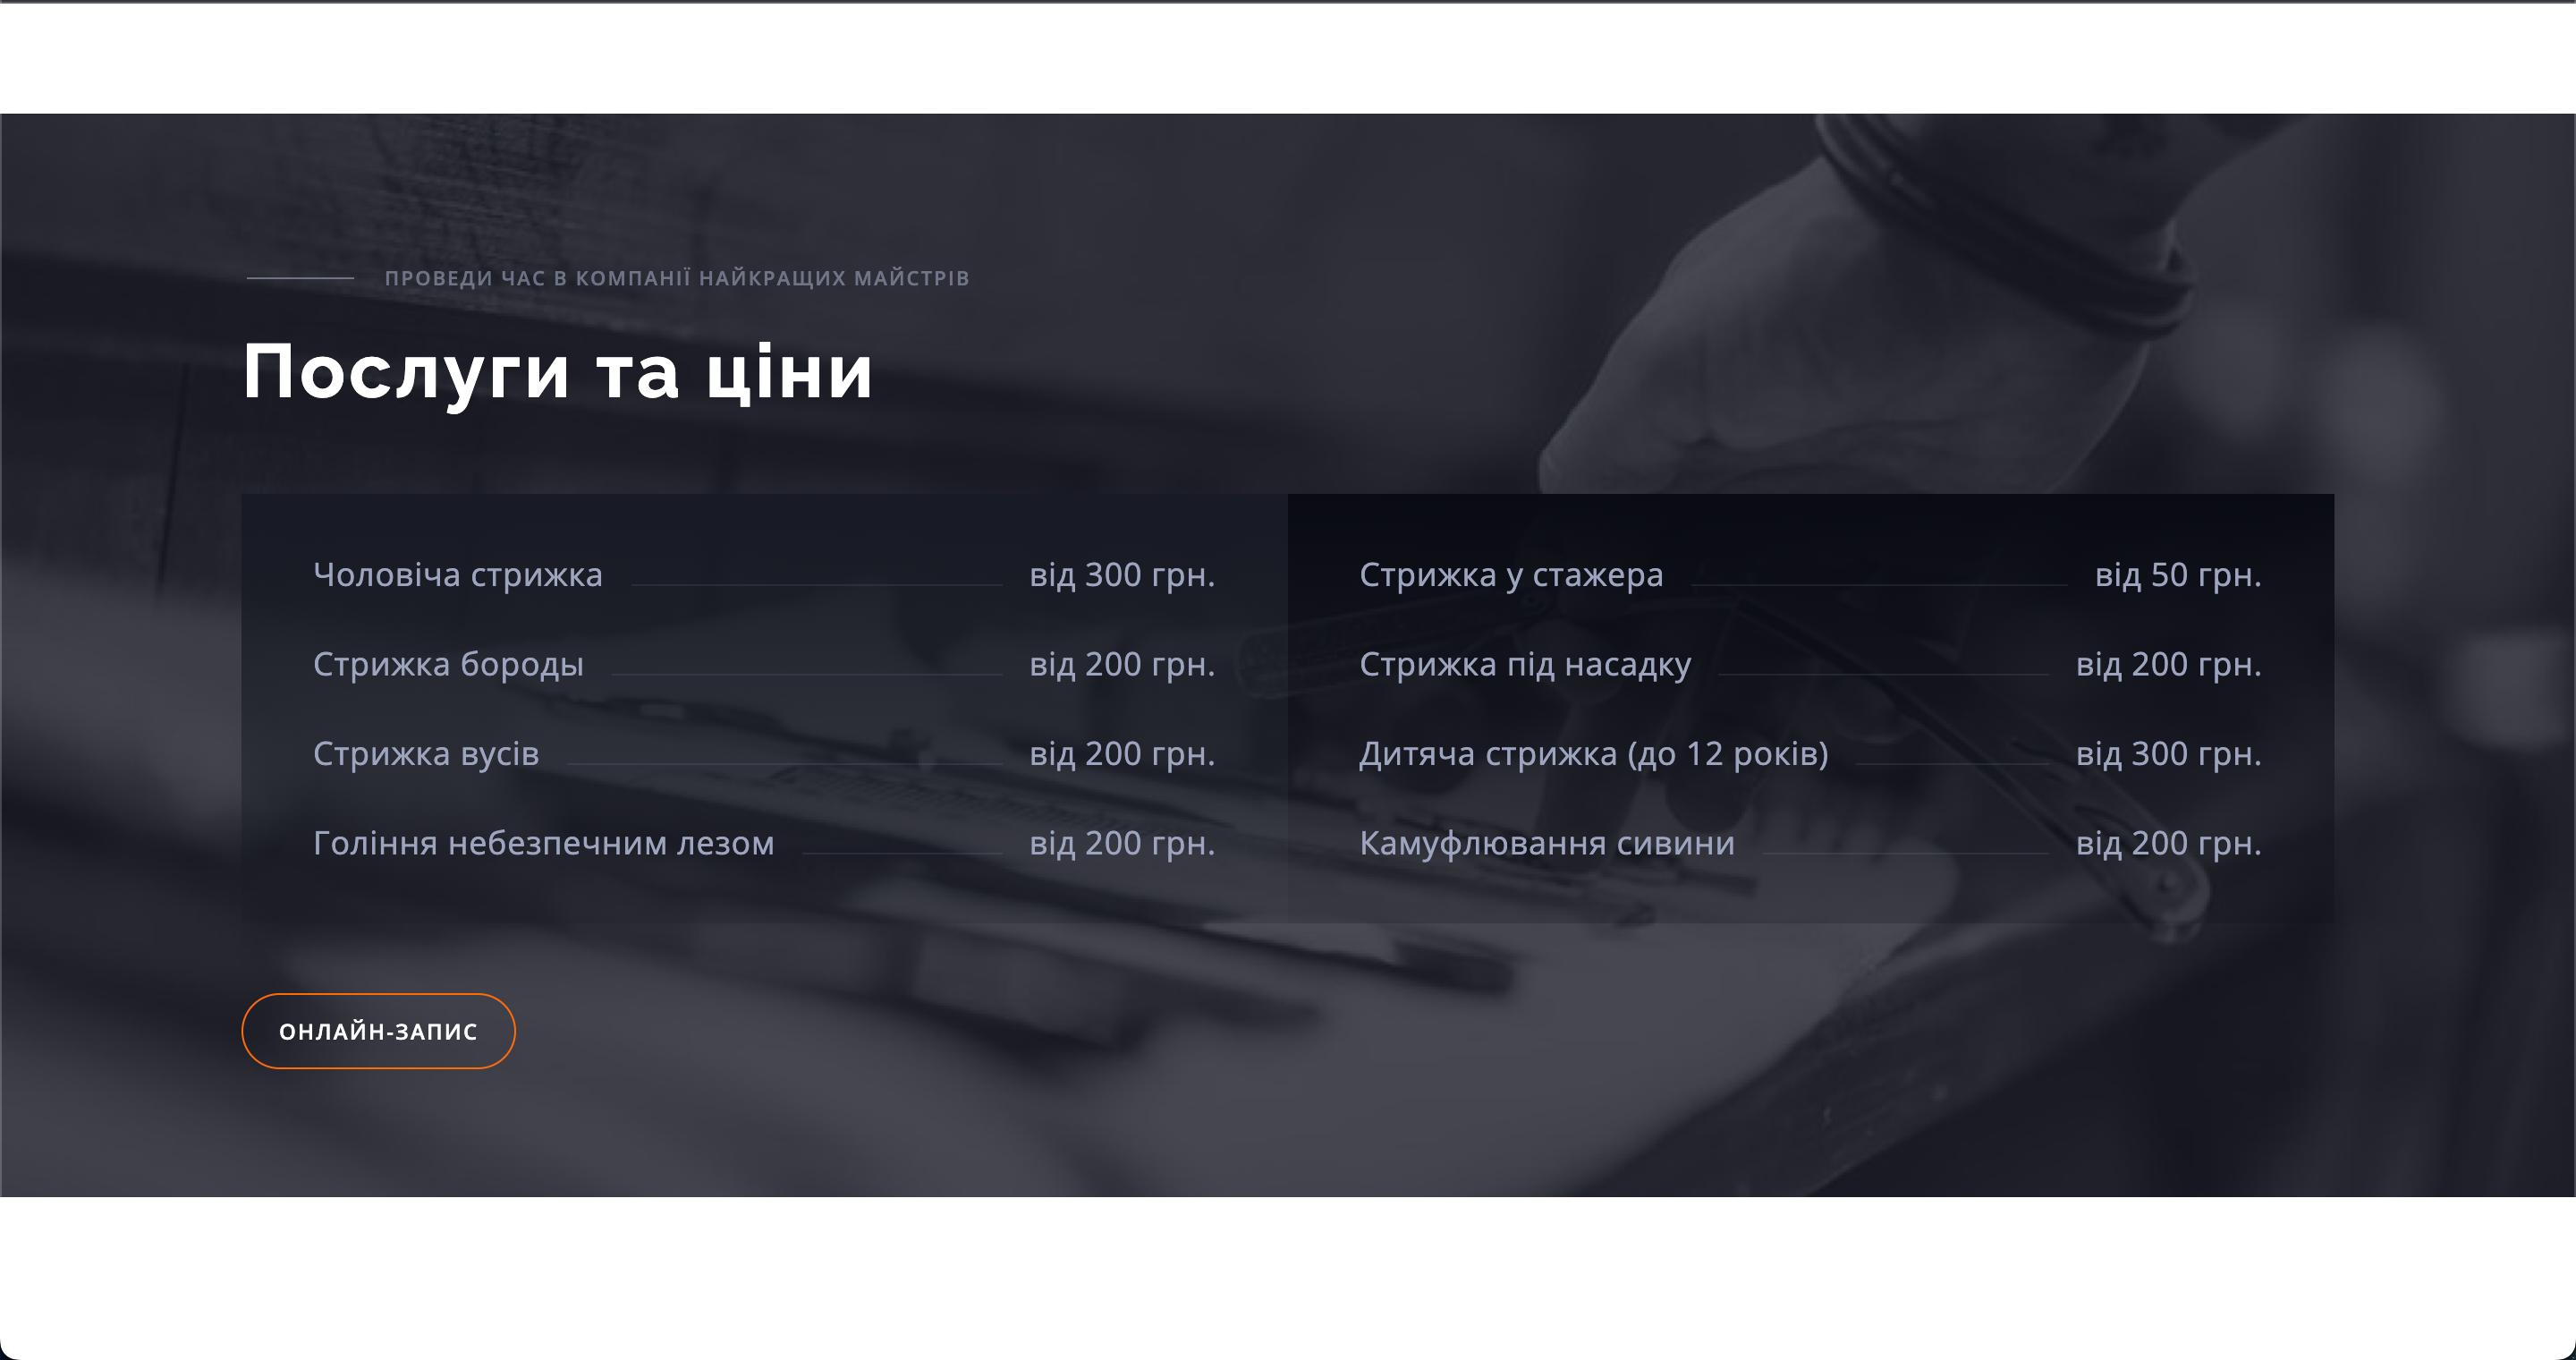 ПРОВЕДИ ЧАС В КОМПАНІЇ НАЙКРАЩИХ МАЙСТРІВ
Послуги та ціни
Чоловіча стрижка від 300 грн.
Стрижка бороды від 200 грн.
Стрижка вусів від 200 грн.
Гоління небезпечним лезом від 200 грн.
Стрижка у стажера від 50 грн.
Стрижка під насадку від 200 грн.
Дитяча стрижка (до 12 років) від 300 грн.
Камуфлювання сивини від 200 грн.
ОНЛАЙН-ЗАПИС